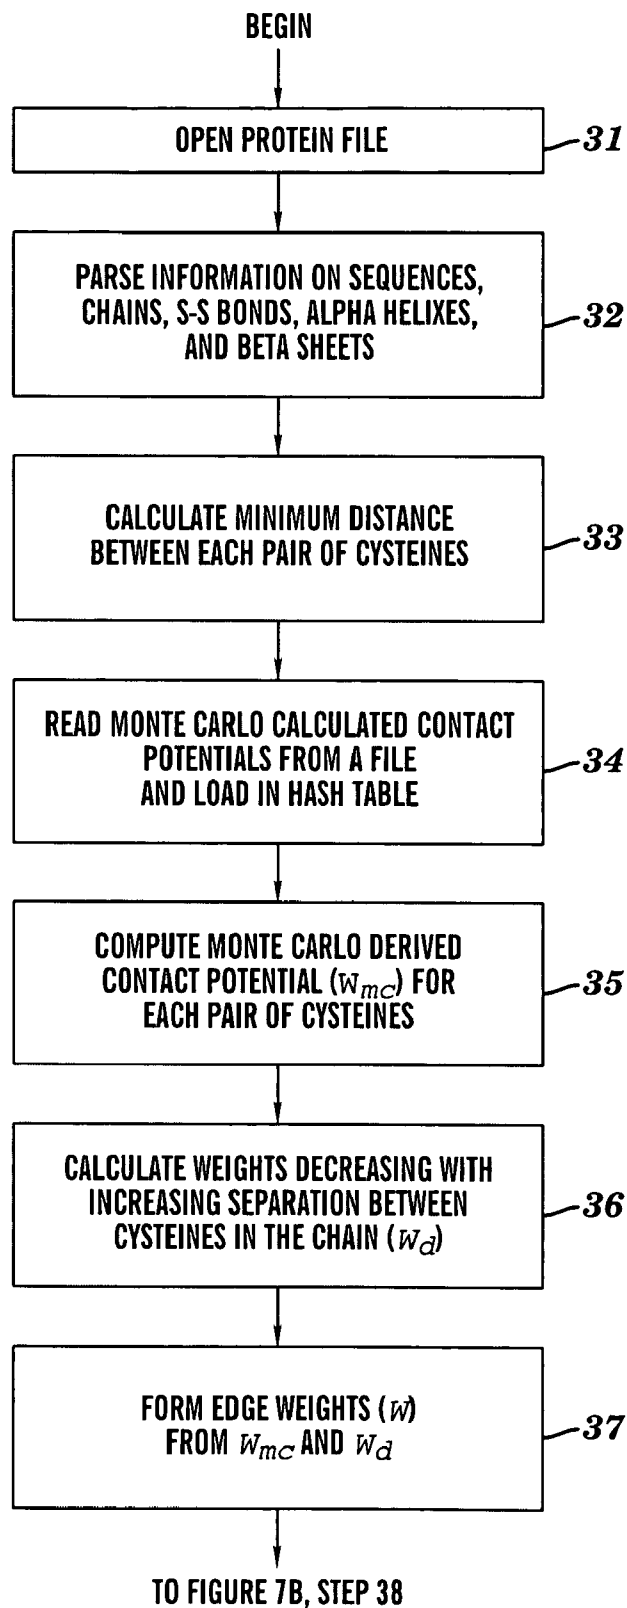 BEGIN
OPEN PROTEIN FILE
31
PARSE INFORMATION ON SEQUENCES,
CHAINS, S-S BONDS, ALPHA HELIXES,
AND BETA SHEETS
32
CALCULATE MINIMUM DISTANCE
BETWEEN EACH PAIR OF CYSTEINES
33
READ MONTE CARLO CALCULATED CONTACT
POTENTIALS FROM A FILE
AND LOAD IN HASH TABLE
34
COMPUTE MONTE CARLO DERIVED
CONTACT POTENTIAL (Wmc) FOR
EACH PAIR OF CYSTEINES
35
CALCULATE WEIGHTS DECREASING WITH
INCREASING SEPARATION BETWEEN
CYSTEINES IN THE CHAIN (Wd)
36
FORM EDGE WEIGHTS (W)
FROM Wmc AND Wd
37
TO FIGURE 7B, STEP 38